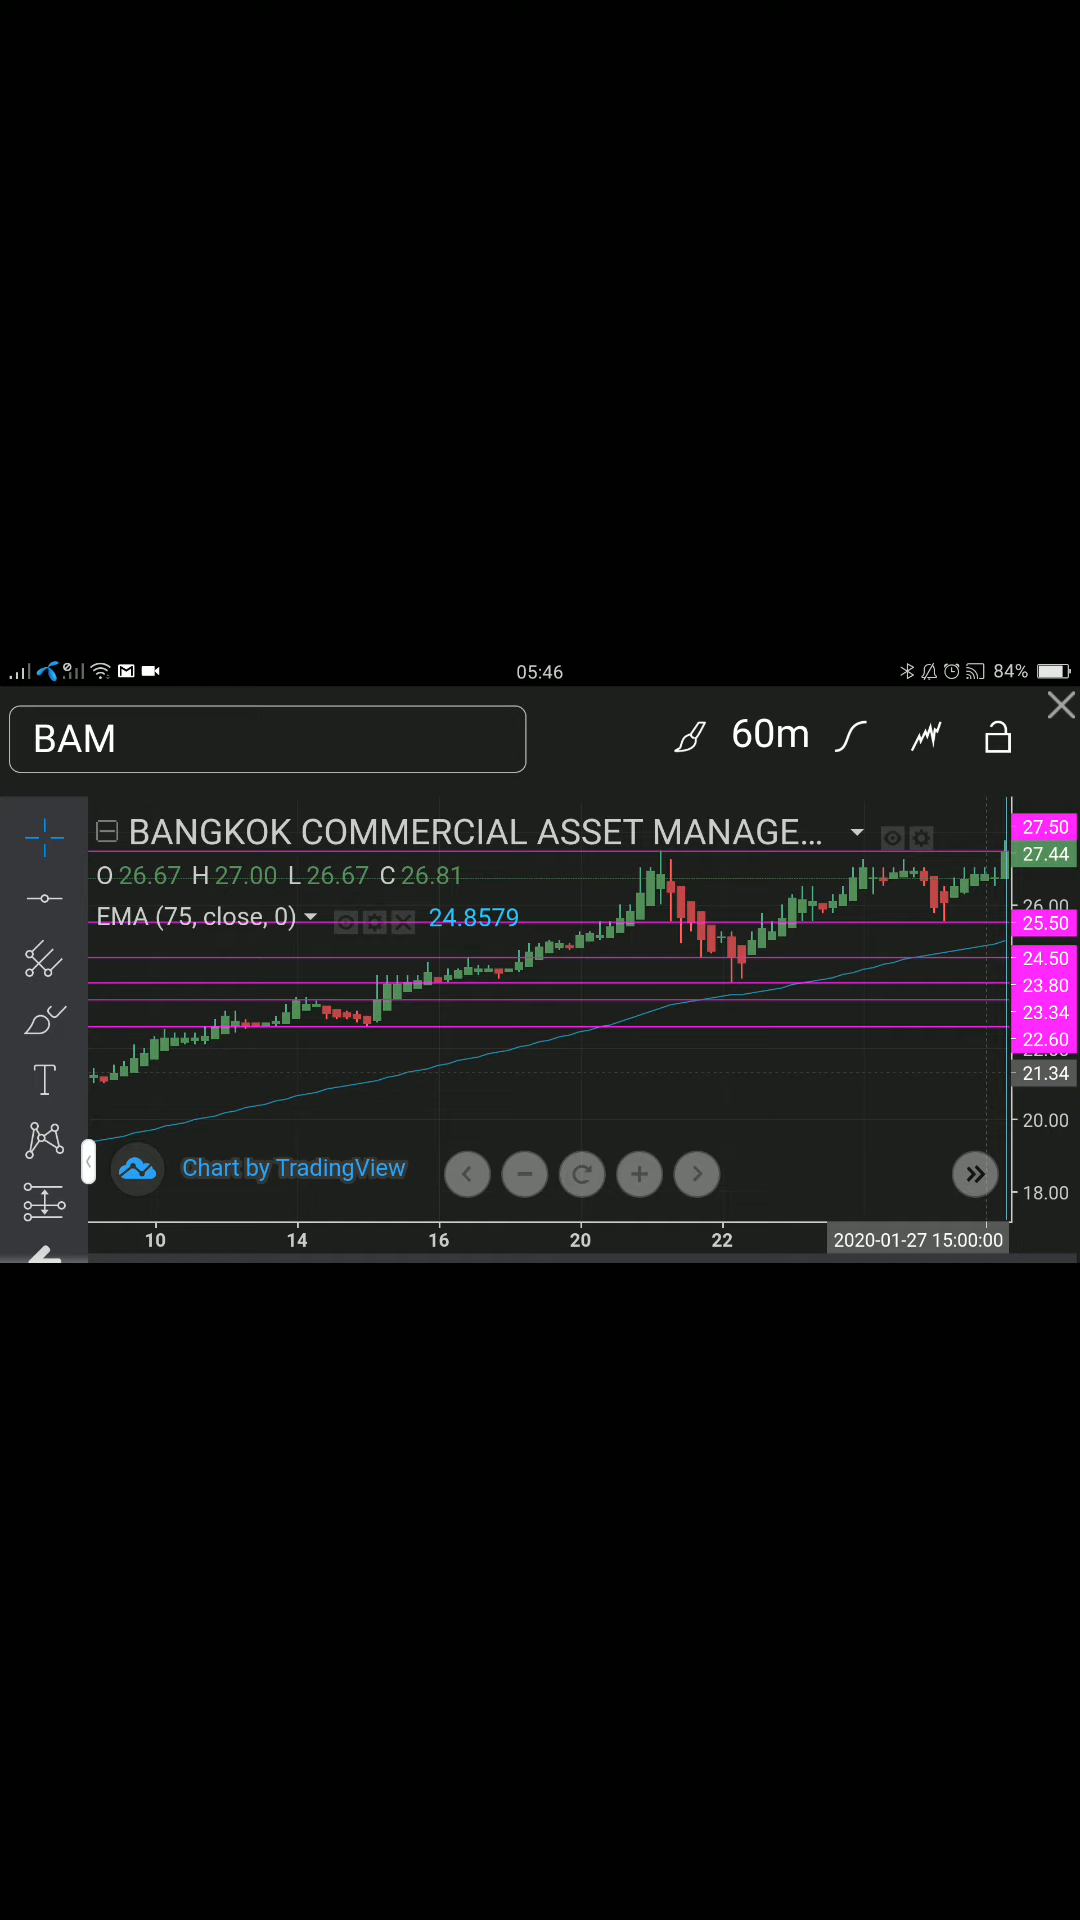 05:46
84%
BAM
60m
BANGKOK COMMERCIAL ASSET MANAGE...
O 26.67 H 27.00 L 26.67 C 26.81
EMA (75, close, 0)
24.8579
27.50
27.44
26.00
25.50
24.50
23.80
23.34
22.60
21.34
20.00
18.00
T
Chart by TradingView
10
14
16
20
22
2020-01-27 15:00:00